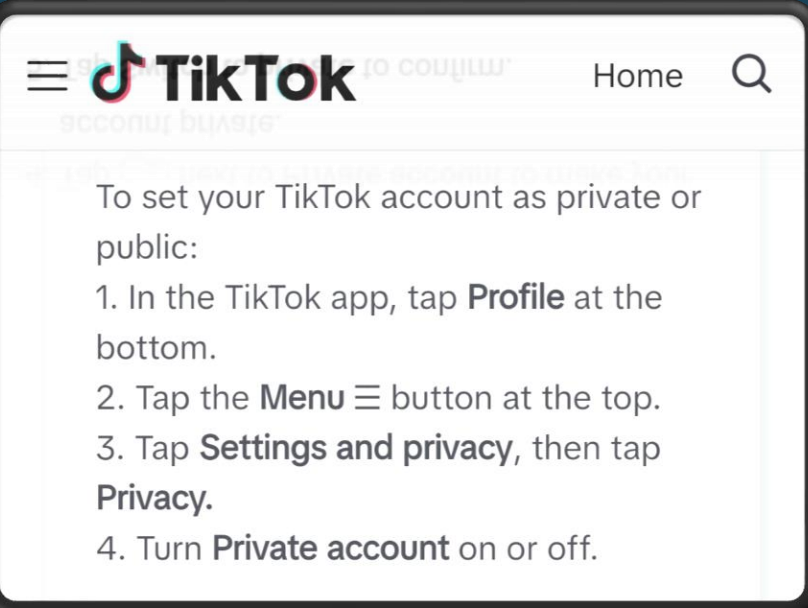 TikTok
Home
To set your TikTok account as private or
public:
1. In the TikTok app, tap Profile at the
bottom.
2. Tap the Menu ☰ button at the top.
3. Tap Settings and privacy, then tap
Privacy.
4. Turn Private account on or off.